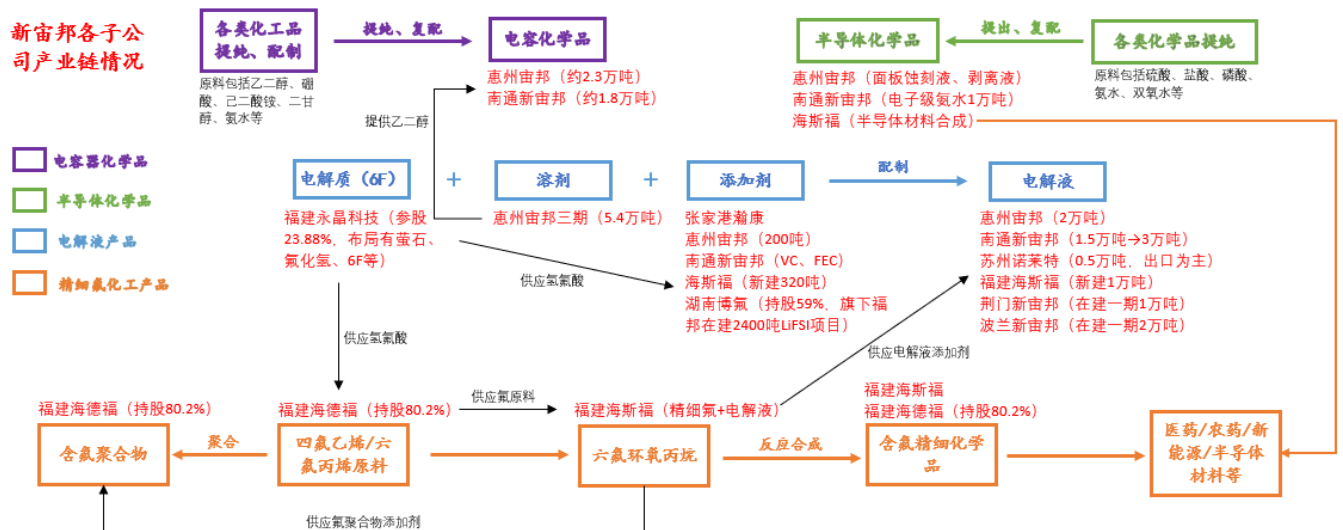 新宙邦各子公
司产业链情况
各类化工品
提纯、配制
提纯、复配
电容化学品
半导体化学品
提出、复配
各类化学品提纯
原料包括乙二醇、硼
酸、己二酸铵、二甘
醇、氨水等
惠州宙邦（约2.3万吨）
南通新宙邦（约1.8万吨）
惠州宙邦（面板蚀刻液、剥离液）
南通新宙邦（电子级氨水1万吨）
海斯福（半导体材料合成）
原料包括硫酸、盐酸、磷酸、
氨水、双氧水等
提供乙二醇
电容器化学品
半导体化学品
电解液产品
精细氟化工产品
电解质（6F）
+
溶剂
+
添加剂
配制
电解液
福建永晶科技（参股
23.88%，布局有萤石、
氟化氢、6F等）
惠州宙邦三期（5.4万吨）
张家港瀚康
惠州宙邦（200吨）
南通新宙邦（VC、FEC）
海斯福（新建320吨）
湖南博氟（持股59%，旗下福
邦在建2400吨LiFSI项目）
惠州宙邦（2万吨）
南通新宙邦（1.5万吨→3万吨）
苏州诺莱特（0.5万吨，出口为主）
福建海斯福（新建1万吨）
荆门新宙邦（在建一期1万吨）
波兰新宙邦（在建一期2万吨）
供应氢氟酸
供应氢氟酸
供应电解液添加剂
福建海德福（持股80.2%）
福建海德福（持股80.2%）
供应氟原料
福建海斯福（精细氟+电解液）
福建海斯福
福建海德福（持股80.2%）
含氟聚合物
聚合
四氟乙烯/六
氟丙烯原料
六氟环氧丙烷
反应合成
含氟精细化学
品
医药/农药/新
能源/半导体
材料等
供应氟聚合物添加剂